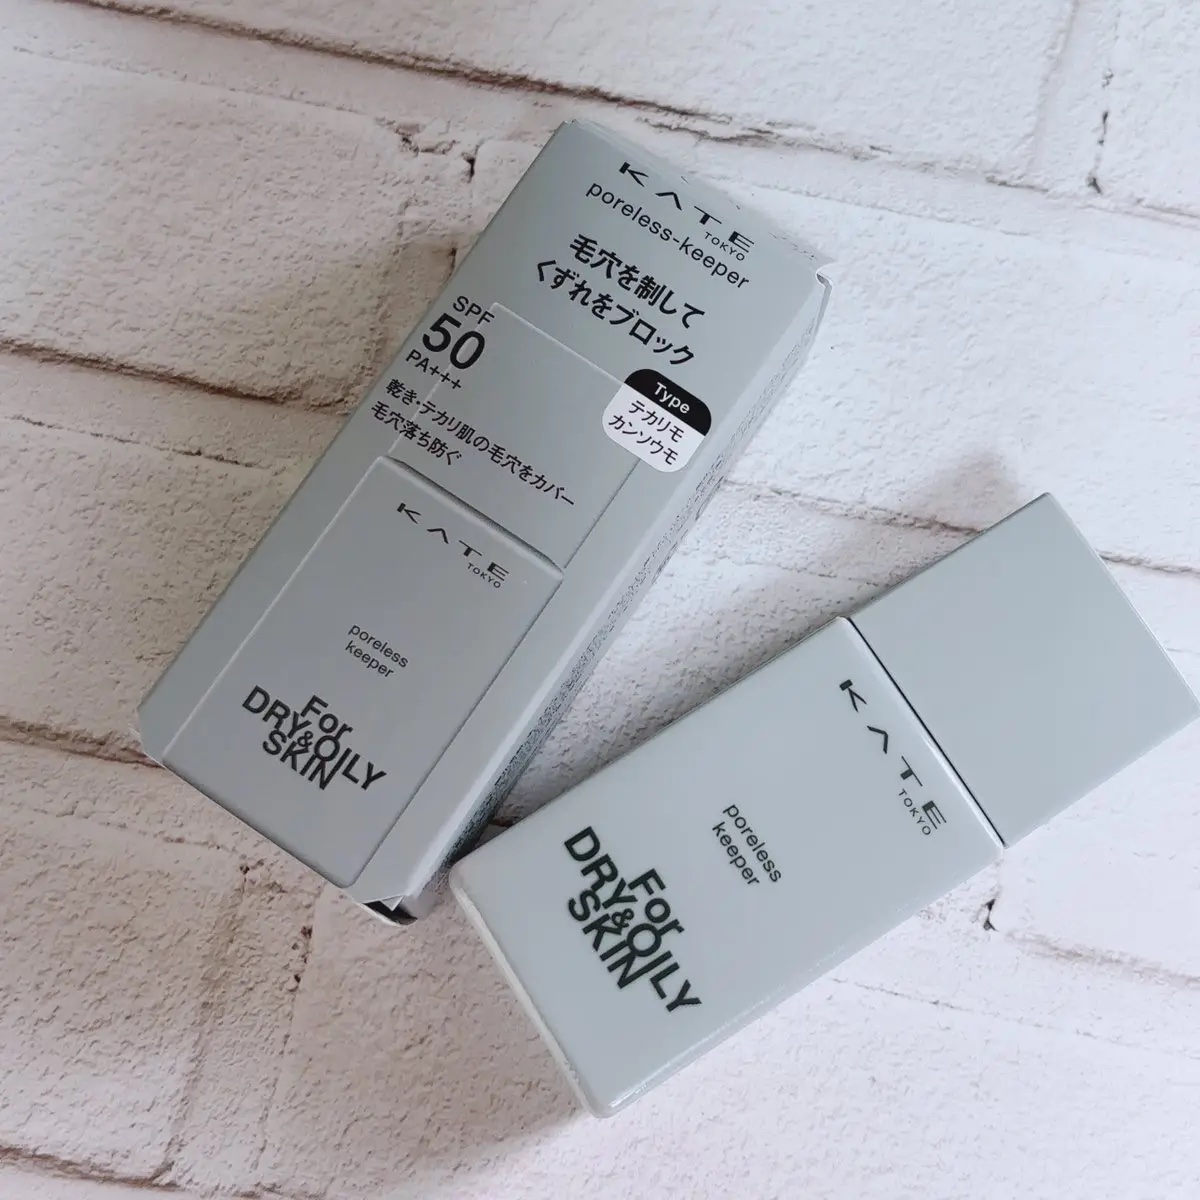 KATE
TOKYO
poreless-keeper
毛穴を制して
くずれをブロック
SPF
50
PA+++
Type
テカリモ
カンソウモ
乾き・テカリ肌の毛穴をカバー
毛穴落ち防ぐ
KATE
TOKYO
poreless
keeper
For
DRY&OILY
SKIN
KATE
TOKYO
poreless
keeper
For
DRY&OILY
SKIN